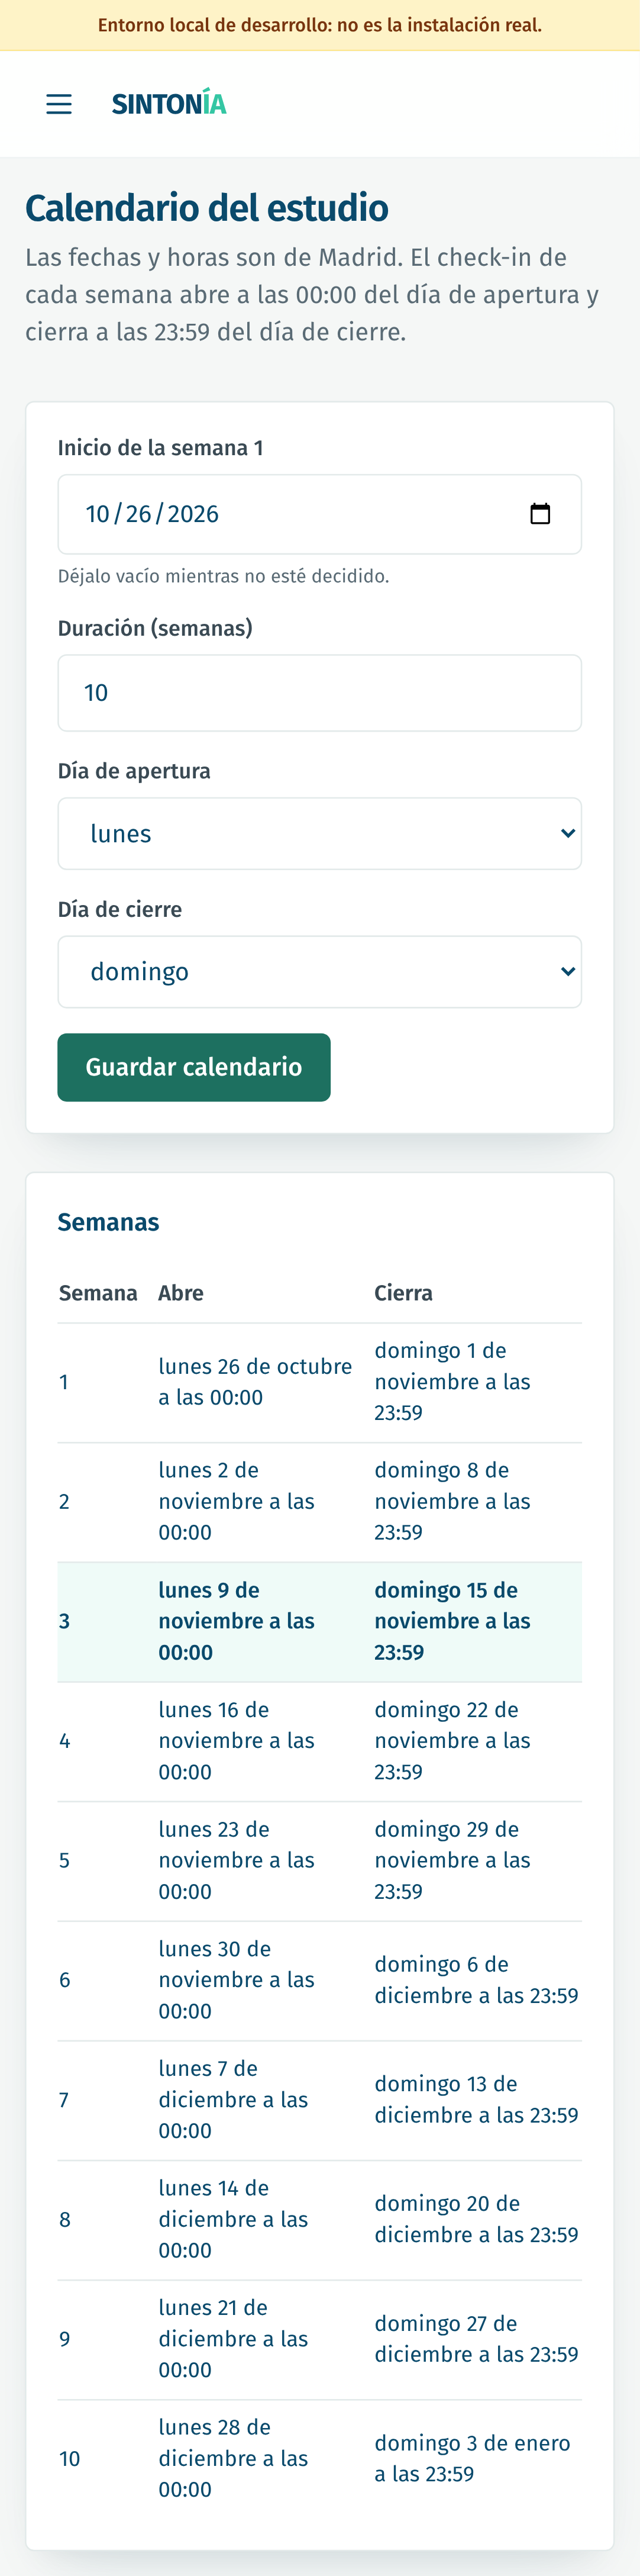 Entorno local de desarrollo: no es la instalación real.
SINTONÍA
Calendario del estudio
Las fechas y horas son de Madrid. El check-in de
cada semana abre a las 00:00 del día de apertura y
cierra a las 23:59 del día de cierre.
Inicio de la semana 1
10/26/2026
Déjalo vacío mientras no esté decidido.
Duración (semanas)
10
Día de apertura
lunes
Día de cierre
domingo
Guardar calendario
Semanas
Semana Abre Cierra
1 lunes 26 de octubre a las 00:00 domingo 1 de noviembre a las 23:59
2 lunes 2 de noviembre a las 00:00 domingo 8 de noviembre a las 23:59
3 lunes 9 de noviembre a las 00:00 domingo 15 de noviembre a las 23:59
4 lunes 16 de noviembre a las 00:00 domingo 22 de noviembre a las 23:59
5 lunes 23 de noviembre a las 00:00 domingo 29 de noviembre a las 23:59
6 lunes 30 de noviembre a las 00:00 domingo 6 de diciembre a las 23:59
7 lunes 7 de diciembre a las 00:00 domingo 13 de diciembre a las 23:59
8 lunes 14 de diciembre a las 00:00 domingo 20 de diciembre a las 23:59
9 lunes 21 de diciembre a las 00:00 domingo 27 de diciembre a las 23:59
10 lunes 28 de diciembre a las 00:00 domingo 3 de enero a las 23:59